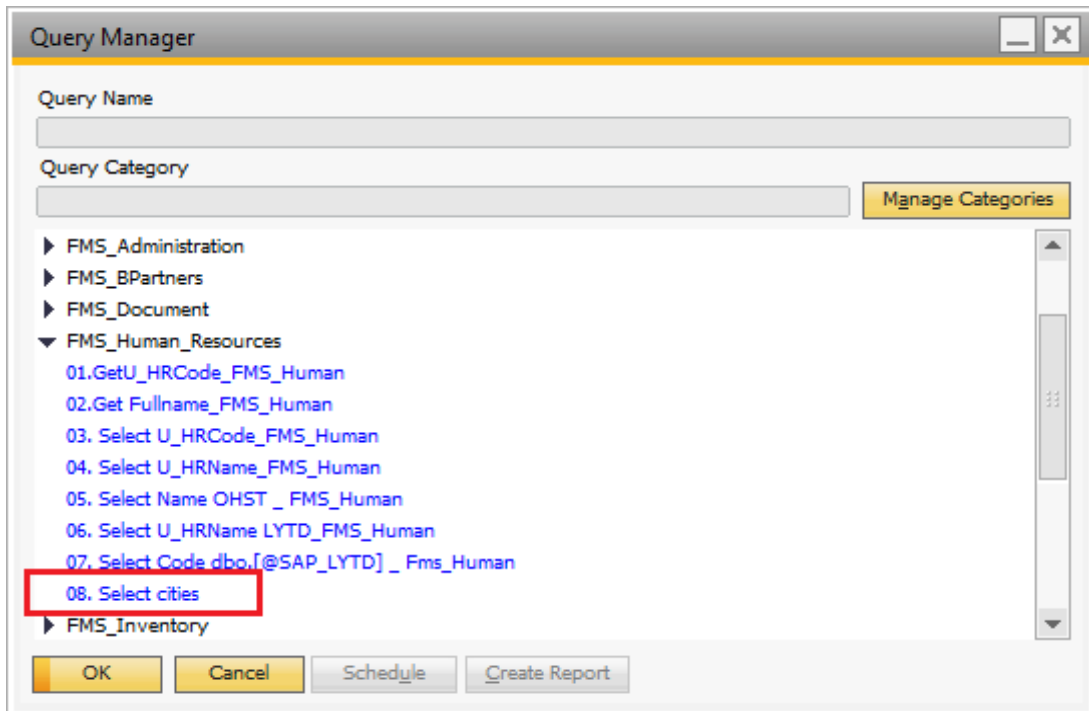 Query Manager
Query Name
Query Category
Manage Categories
FMS_Administration
FMS_BPartners
FMS_Document
FMS_Human_Resources
01.GetU_HRCode_FMS_Human
02.Get Fullname_FMS_Human
03. Select U_HRCode_FMS_Human
04. Select U_HRName_FMS_Human
05. Select Name OHST _ FMS_Human
06. Select U_HRName LYTD_FMS_Human
07. Select Code dbo.[@SAP_LYTD] _ Fms_Human
08. Select cities
FMS_Inventory
OK Cancel Schedule Create Report